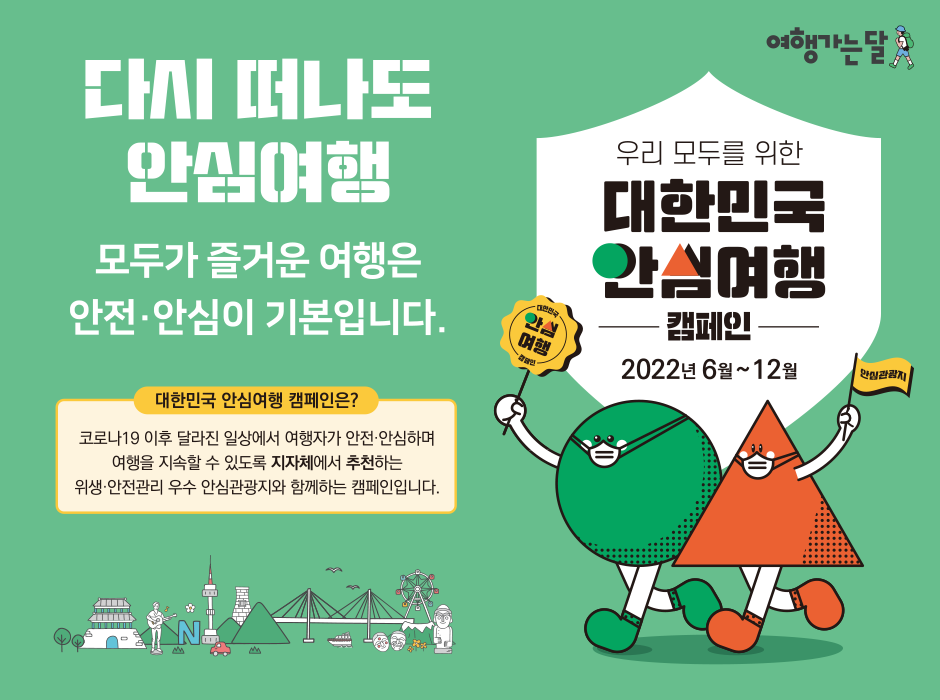 여행가는달
다시 떠나도
안심여행
모두가 즐거운 여행은
안전·안심이 기본입니다.
대한민국 안심여행 캠페인은?
코로나19 이후 달라진 일상에서 여행자가 안전·안심하며
여행을 지속할 수 있도록 지자체에서 추천하는
위생·안전관리 우수 안심관광지와 함께하는 캠페인입니다.
N
우리 모두를 위한
대한민국
안심여행
캠페인
2022년 6월~12월
대한민국
안심
여행
캠페인
안심관광지